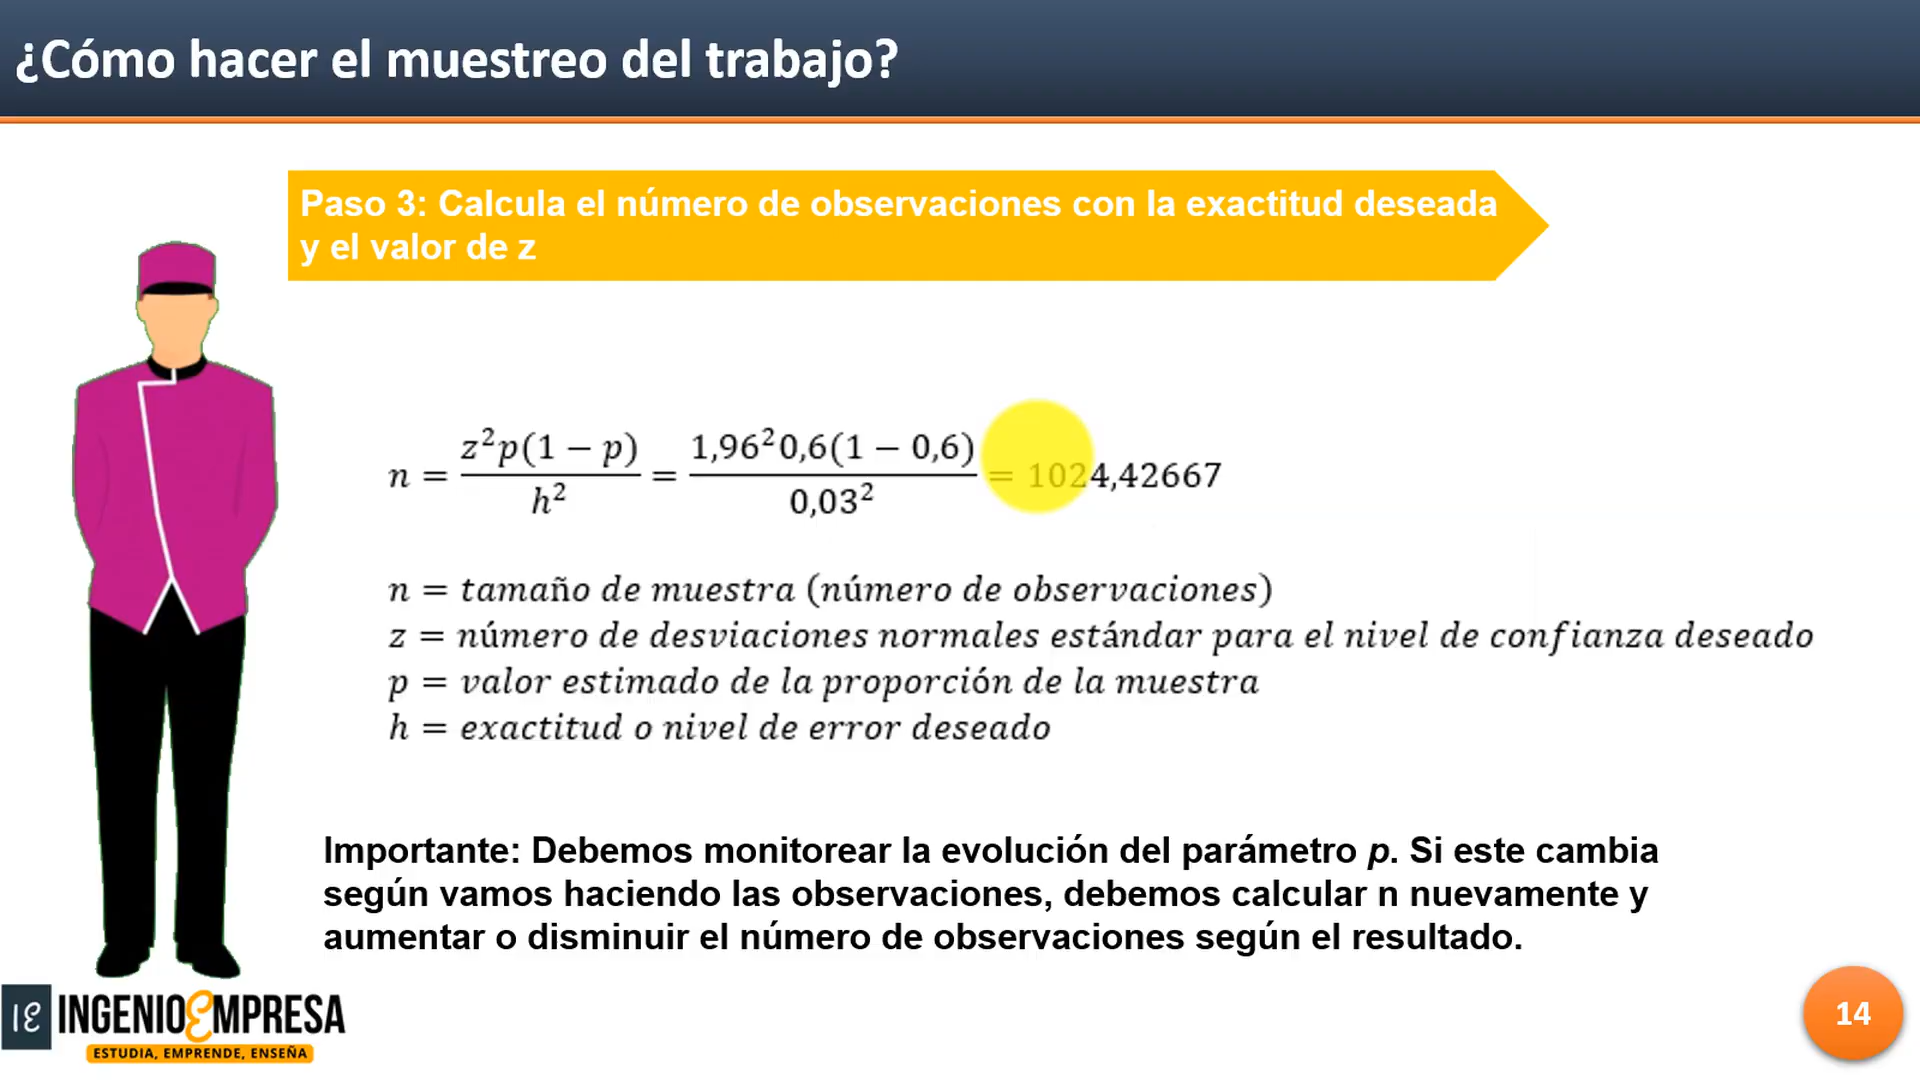 ¿Cómo hacer el muestreo del trabajo?
Paso 3: Calcula el número de observaciones con la exactitud deseada
y el valor de z
n = z²p(1 − p) / h² = 1,96²0,6(1 − 0,6) / 0,03² = 1024,42667
n = tamaño de muestra (número de observaciones)
z = número de desviaciones normales estándar para el nivel de confianza deseado
p = valor estimado de la proporción de la muestra
h = exactitud o nivel de error deseado
Importante: Debemos monitorear la evolución del parámetro p. Si este cambia
según vamos haciendo las observaciones, debemos calcular n nuevamente y
aumentar o disminuir el número de observaciones según el resultado.
IE INGENIOEMPRESA
ESTUDIA, EMPRENDE, ENSEÑA
14